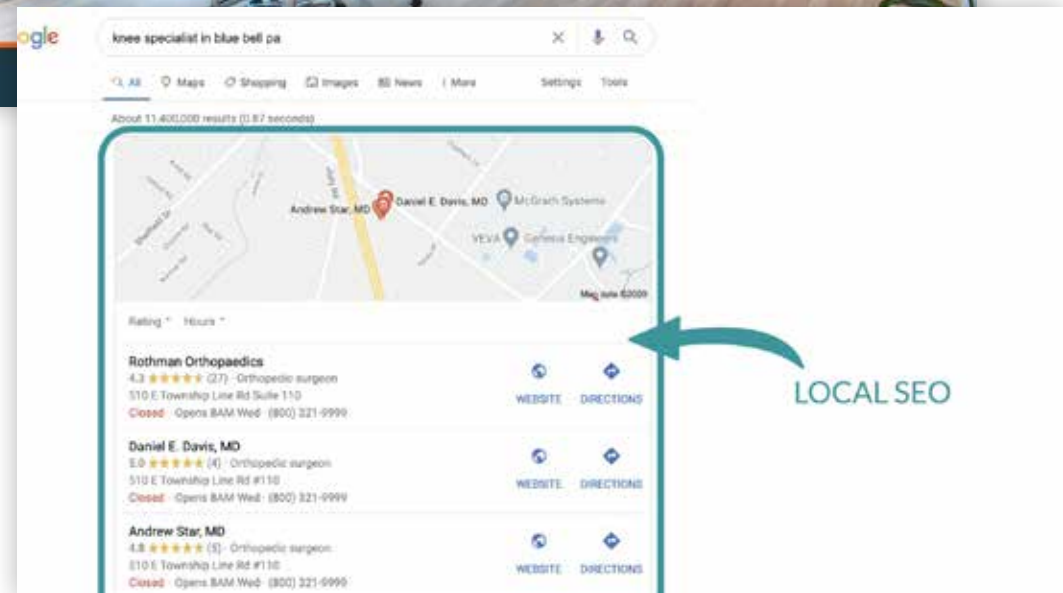 ogle
knee specialist in blue bell pa
All Maps Shopping Images News More Settings Tools
About 11,400,000 results (0.87 seconds)
Andrew Star, MD
Daniel E. Davis, MD
McGrath Systems
VEVA
Genesis Engineers
Map data ©2020
Rating Hours
Rothman Orthopaedics
4.3 (27) · Orthopedic surgeon
510 E Township Line Rd Suite 110
Closed · Opens 8AM Wed · (800) 321-9999
WEBSITE DIRECTIONS
Daniel E. Davis, MD
5.0 (4) · Orthopedic surgeon
510 E Township Line Rd #110
Closed · Opens 8AM Wed · (800) 321-9999
WEBSITE DIRECTIONS
Andrew Star, MD
4.8 (5) · Orthopedic surgeon
510 E Township Line Rd #110
Closed · Opens 8AM Wed · (800) 321-9999
WEBSITE DIRECTIONS
LOCAL SEO